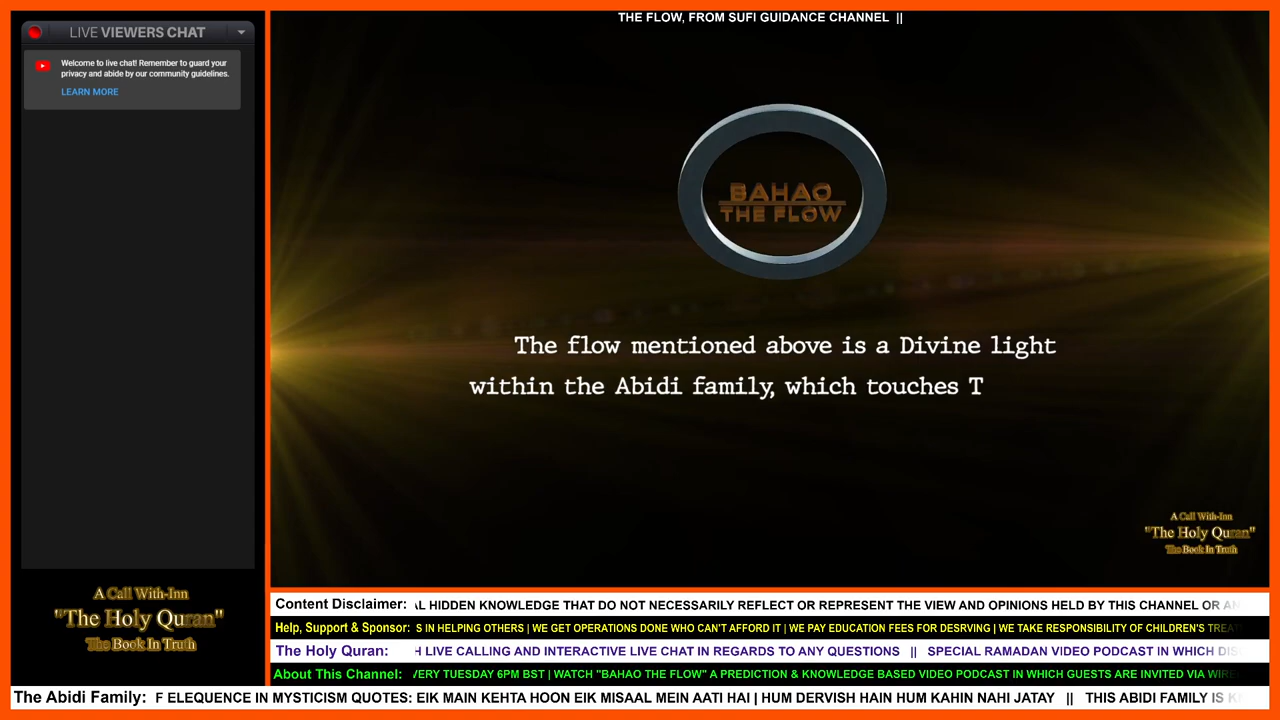 THE FLOW, FROM SUFI GUIDANCE CHANNEL ||
LIVE VIEWERS CHAT
Welcome to live chat! Remember to guard your
privacy and abide by our community guidelines.
LEARN MORE
BAHAO
THE FLOW
The flow mentioned above is a Divine light
within the Abidi family, which touches T
A Call With-Inn
"The Holy Quran"
The Book In Truth
A Call With-Inn
"The Holy Quran"
The Book In Truth
Content Disclaimer: AL HIDDEN KNOWLEDGE THAT DO NOT NECESSARILY REFLECT OR REPRESENT THE VIEW AND OPINIONS HELD BY THIS CHANNEL OR
Help, Support & Sponsor: S IN HELPING OTHERS | WE GET OPERATIONS DONE WHO CAN'T AFFORD IT | WE PAY EDUCATION FEES FOR DESRVING | WE TAKE RESPONSIBILITY OF CHILDREN'S
The Holy Quran: H LIVE CALLING AND INTERACTIVE LIVE CHAT IN REGARDS TO ANY QUESTIONS || SPECIAL RAMADAN VIDEO PODCAST IN WHICH
About This Channel: VERY TUESDAY 6PM BST | WATCH "BAHAO THE FLOW" A PREDICTION & KNOWLEDGE BASED VIDEO PODCAST IN WHICH GUESTS ARE INVITED VIA
The Abidi Family: F ELEQUENCE IN MYSTICISM QUOTES: EIK MAIN KEHTA HOON EIK MISAAL MEIN AATI HAI | HUM DERVISH HAIN HUM KAHIN NAHI JATAY || THIS ABIDI FAMILY IS